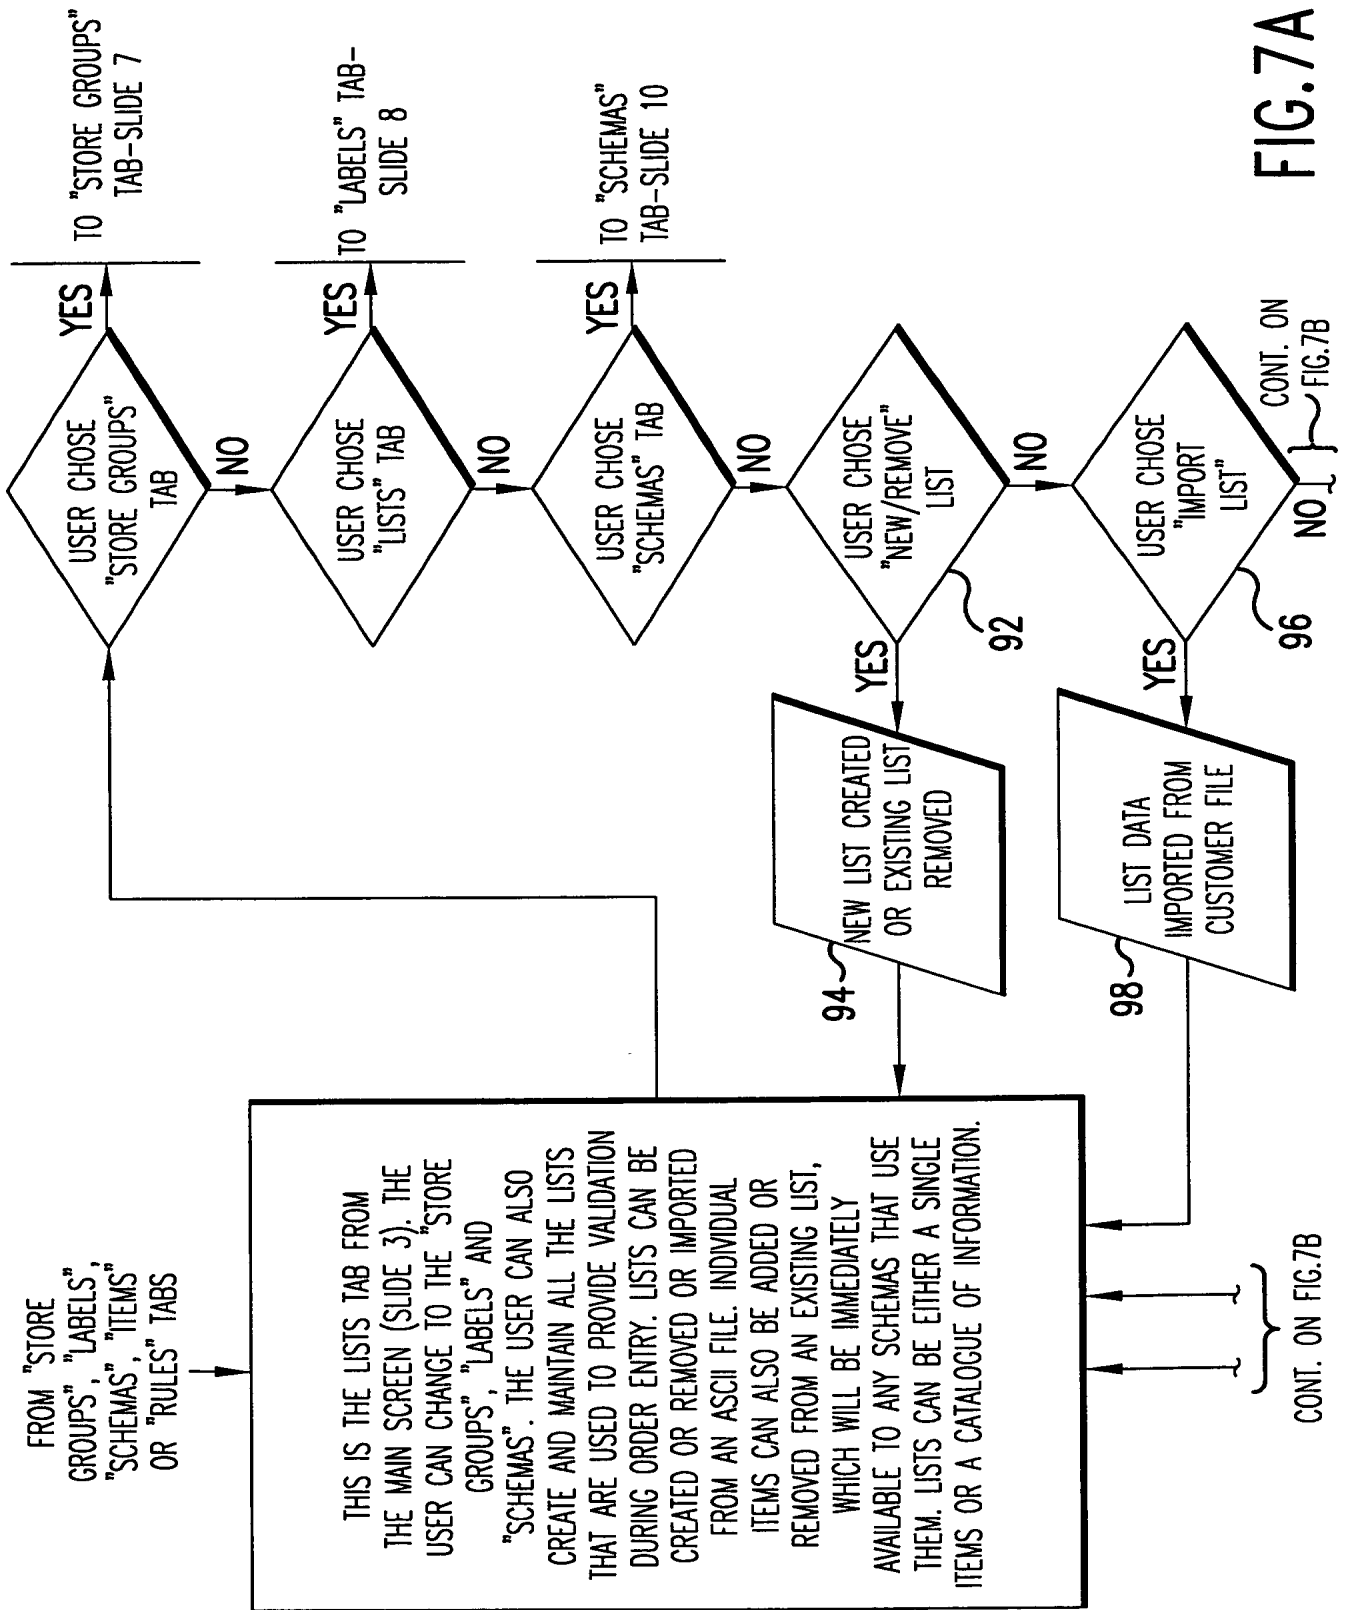 FROM "STORE
GROUPS", "LABELS",
"SCHEMAS", "ITEMS"
OR "RULES" TABS
THIS IS THE LISTS TAB FROM
THE MAIN SCREEN (SLIDE 3). THE
USER CAN CHANGE TO THE "STORE
GROUPS", "LABELS" AND
"SCHEMAS". THE USER CAN ALSO
CREATE AND MAINTAIN ALL THE LISTS
THAT ARE USED TO PROVIDE VALIDATION
DURING ORDER ENTRY. LISTS CAN BE
CREATED OR REMOVED OR IMPORTED
FROM AN ASCII FILE. INDIVIDUAL
ITEMS CAN ALSO BE ADDED OR
REMOVED FROM AN EXISTING LIST,
WHICH WILL BE IMMEDIATELY
AVAILABLE TO ANY SCHEMAS THAT USE
THEM. LISTS CAN BE EITHER A SINGLE
ITEMS OR A CATALOGUE OF INFORMATION.
CONT. ON FIG.7B
USER CHOSE
"STORE GROUPS"
TAB
YES
TO "STORE GROUPS"
TAB-SLIDE 7
NO
USER CHOSE
"LISTS" TAB
YES
TO "LABELS" TAB-
SLIDE 8
NO
USER CHOSE
"SCHEMAS" TAB
YES
TO "SCHEMAS"
TAB-SLIDE 10
NO
USER CHOSE
"NEW/REMOVE"
LIST
92
YES
NEW LIST CREATED
OR EXISTING LIST
REMOVED
94
NO
USER CHOSE
"IMPORT
LIST"
96
YES
LIST DATA
IMPORTED FROM
CUSTOMER FILE
98
NO
CONT. ON
FIG.7B
FIG.7A